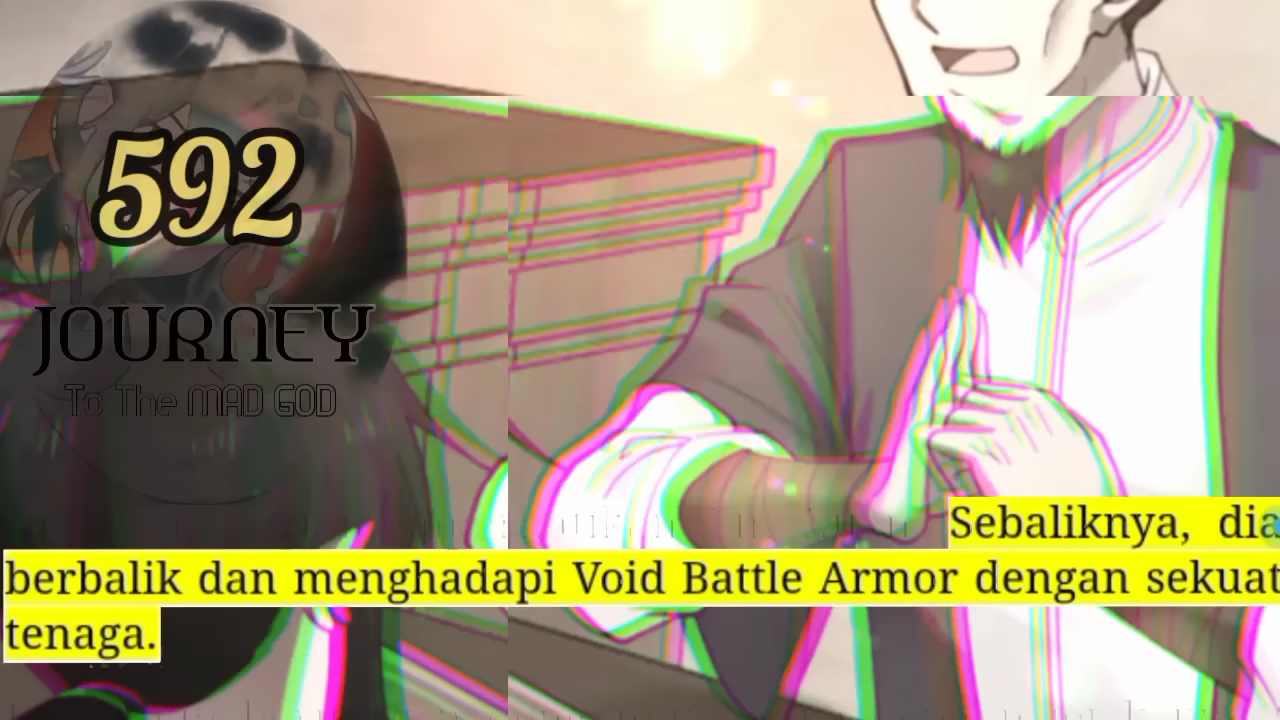 592
JOURNEY
To The MAD GOD
Sebaliknya, dia
berbalik dan menghadapi Void Battle Armor dengan sekuat
tenaga.